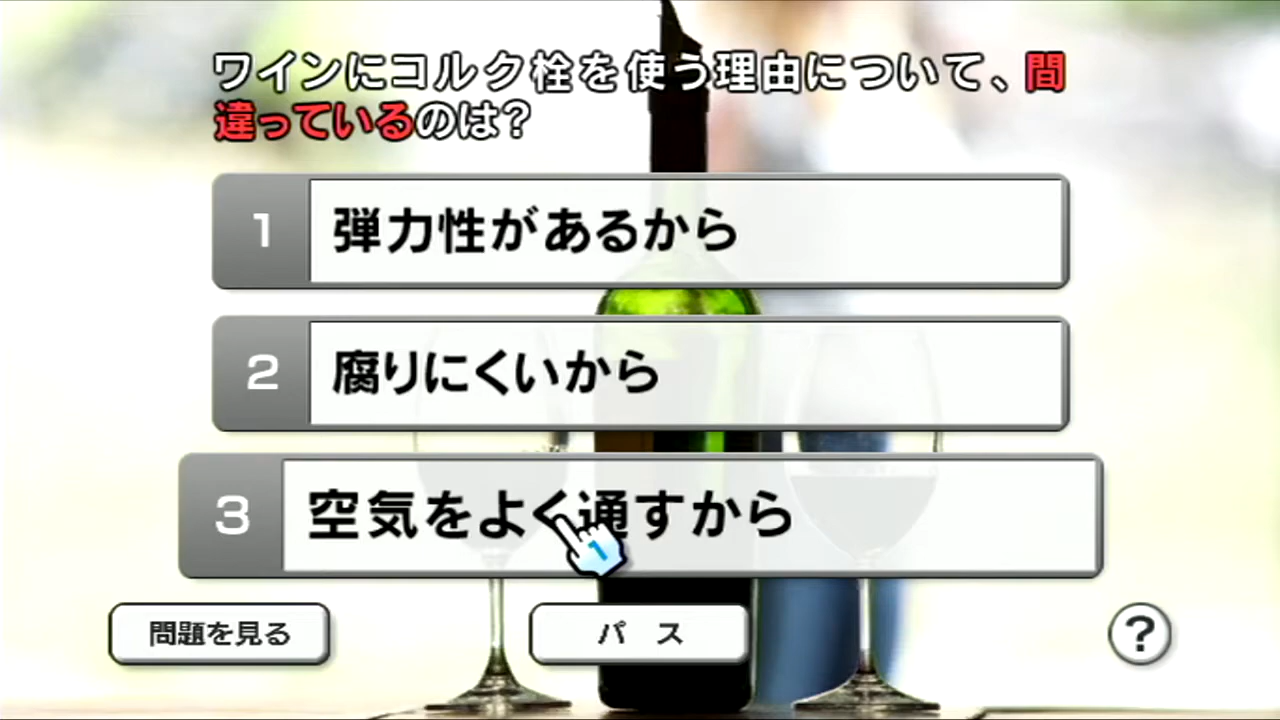 ワインにコルク栓を使う理由について、間
違っているのは?
1 弾力性があるから
2 腐りにくいから
3 空気をよく通すから
1
問題を見る
パ ス
?